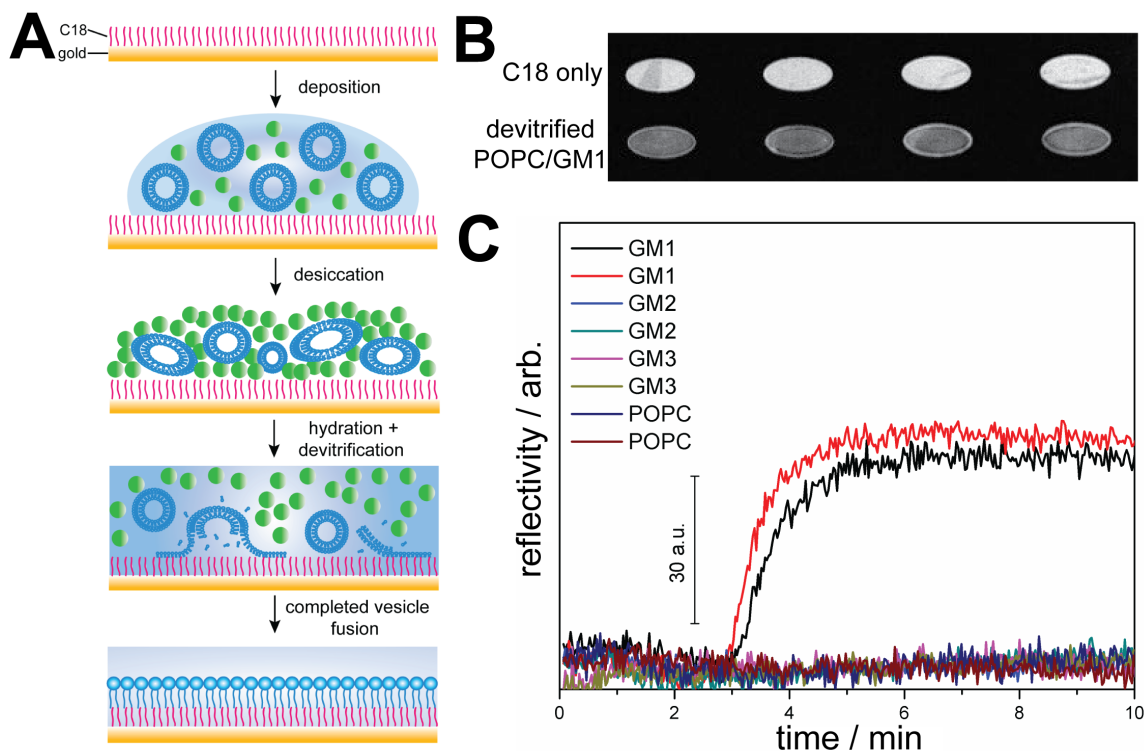 A
C18
gold
deposition
desiccation
hydration +
devitrification
completed vesicle
fusion
B
C18 only
devitrified
POPC/GM1
C
GM1
GM1
GM2
GM2
GM3
GM3
POPC
POPC
30 a.u.
reflectivity / arb.
0
2
4
6
8
10
time / min